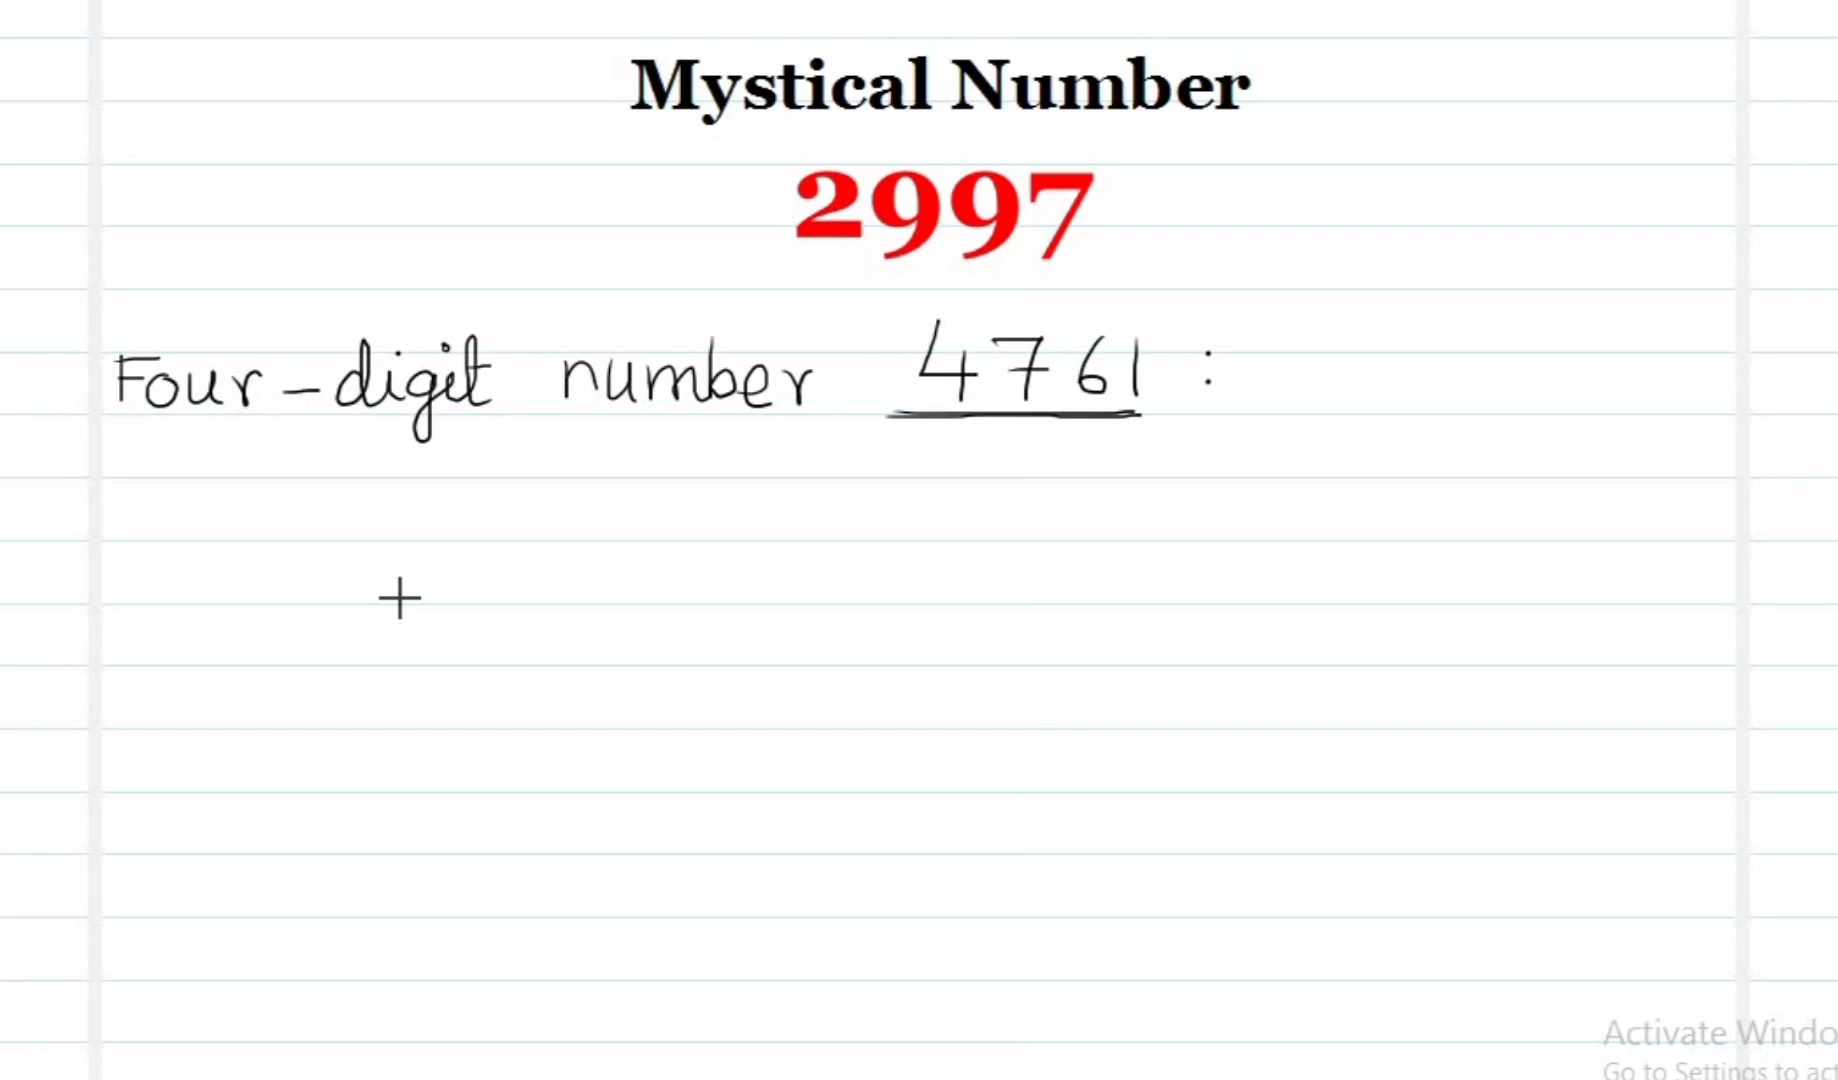 Mystical Number
2997
Four-digit number 4761 :
Activate Windo
Go to Settings to act